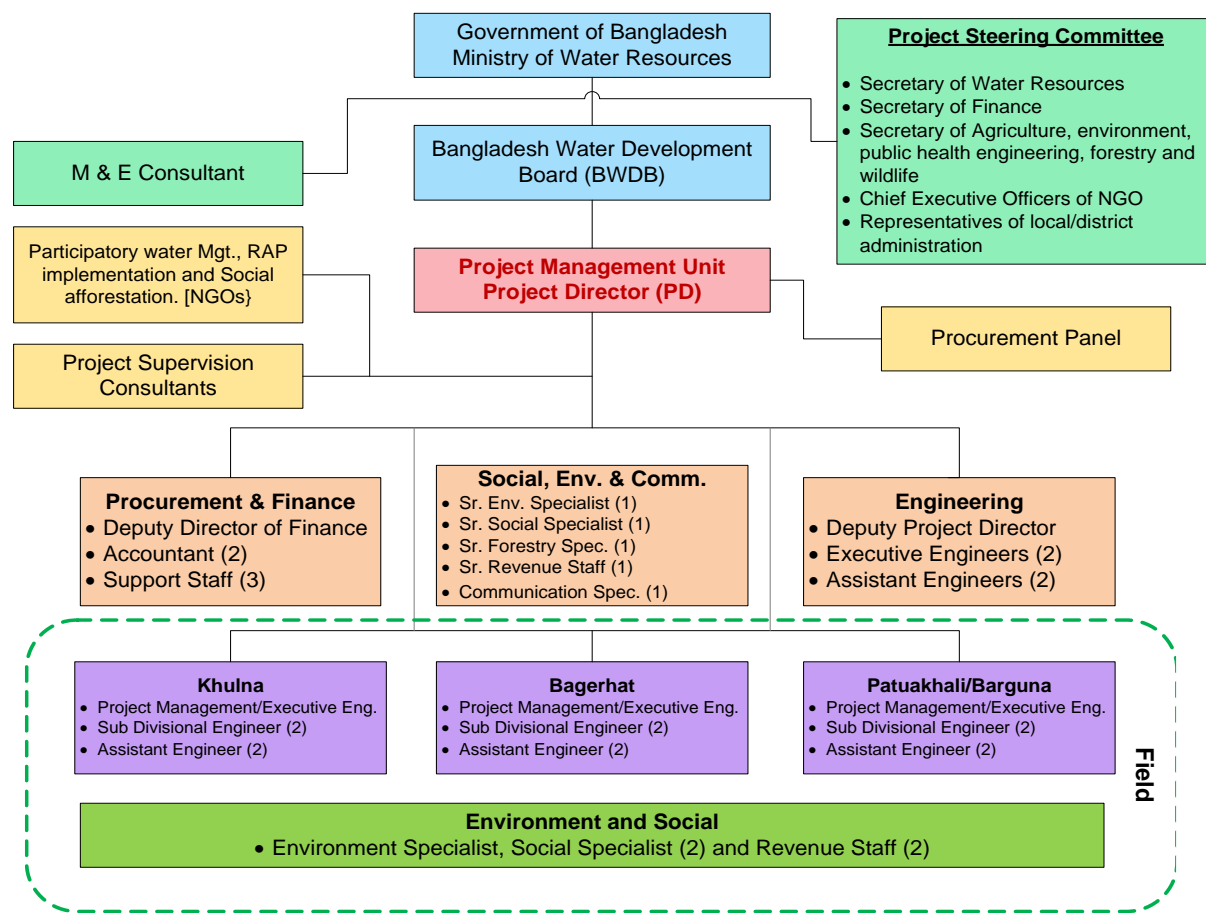 Government of Bangladesh
Ministry of Water Resources
Project Steering Committee
• Secretary of Water Resources
• Secretary of Finance
• Secretary of Agriculture, environment,
public health engineering, forestry and
wildlife
• Chief Executive Officers of NGO
• Representatives of local/district
administration
M & E Consultant
Bangladesh Water Development
Board (BWDB)
Participatory water Mgt., RAP
implementation and Social
afforestation. [NGOs}
Project Management Unit
Project Director (PD)
Procurement Panel
Project Supervision
Consultants
Procurement & Finance
• Deputy Director of Finance
• Accountant (2)
• Support Staff (3)
Social, Env. & Comm.
• Sr. Env. Specialist (1)
• Sr. Social Specialist (1)
• Sr. Forestry Spec. (1)
• Sr. Revenue Staff (1)
• Communication Spec. (1)
Engineering
• Deputy Project Director
• Executive Engineers (2)
• Assistant Engineers (2)
Khulna
• Project Management/Executive Eng.
• Sub Divisional Engineer (2)
• Assistant Engineer (2)
Bagerhat
• Project Management/Executive Eng.
• Sub Divisional Engineer (2)
• Assistant Engineer (2)
Patuakhali/Barguna
• Project Management/Executive Eng.
• Sub Divisional Engineer (2)
• Assistant Engineer (2)
Field
Environment and Social
• Environment Specialist, Social Specialist (2) and Revenue Staff (2)